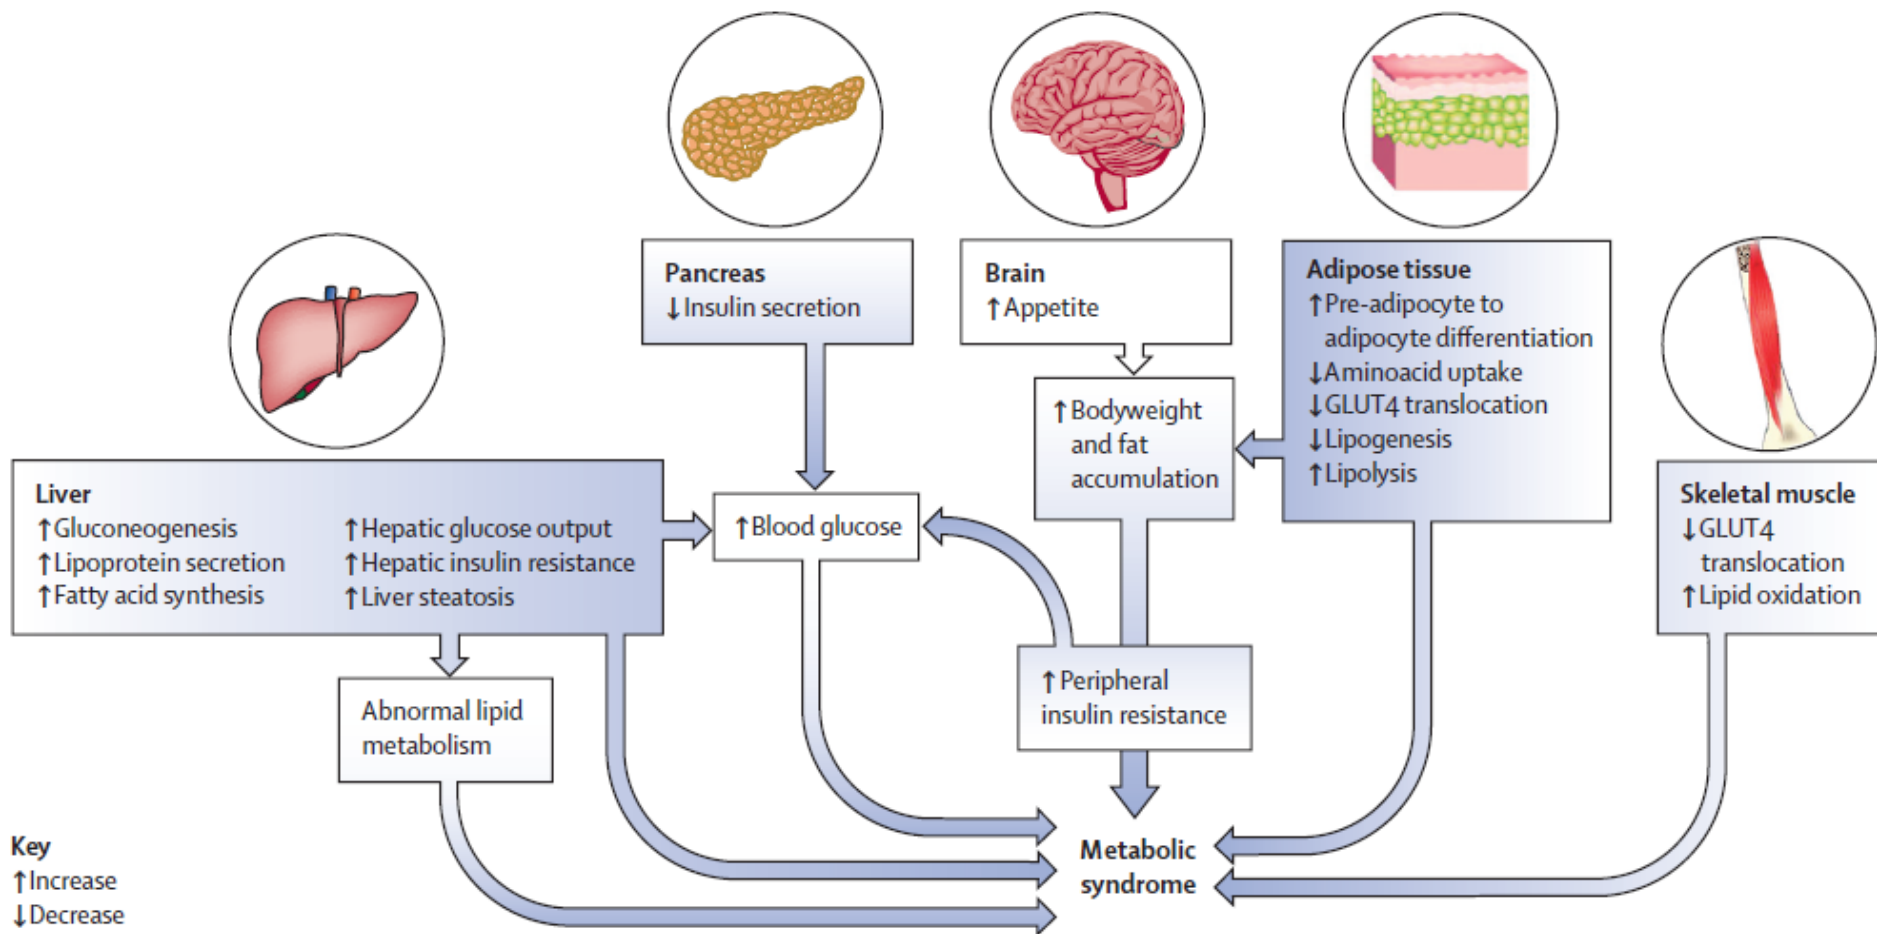 Pancreas
↓Insulin secretion
Brain
↑Appetite
Adipose tissue
↑Pre-adipocyte to
adipocyte differentiation
↓Aminoacid uptake
↓GLUT4 translocation
↓Lipogenesis
↑Lipolysis
↑Bodyweight
and fat
accumulation
Liver
↑Gluconeogenesis
↑Lipoprotein secretion
↑Fatty acid synthesis
↑Hepatic glucose output
↑Hepatic insulin resistance
↑Liver steatosis
↑Blood glucose
Skeletal muscle
↓GLUT4
translocation
↑Lipid oxidation
↑Peripheral
insulin resistance
Abnormal lipid
metabolism
Metabolic
syndrome
Key
↑Increase
↓Decrease